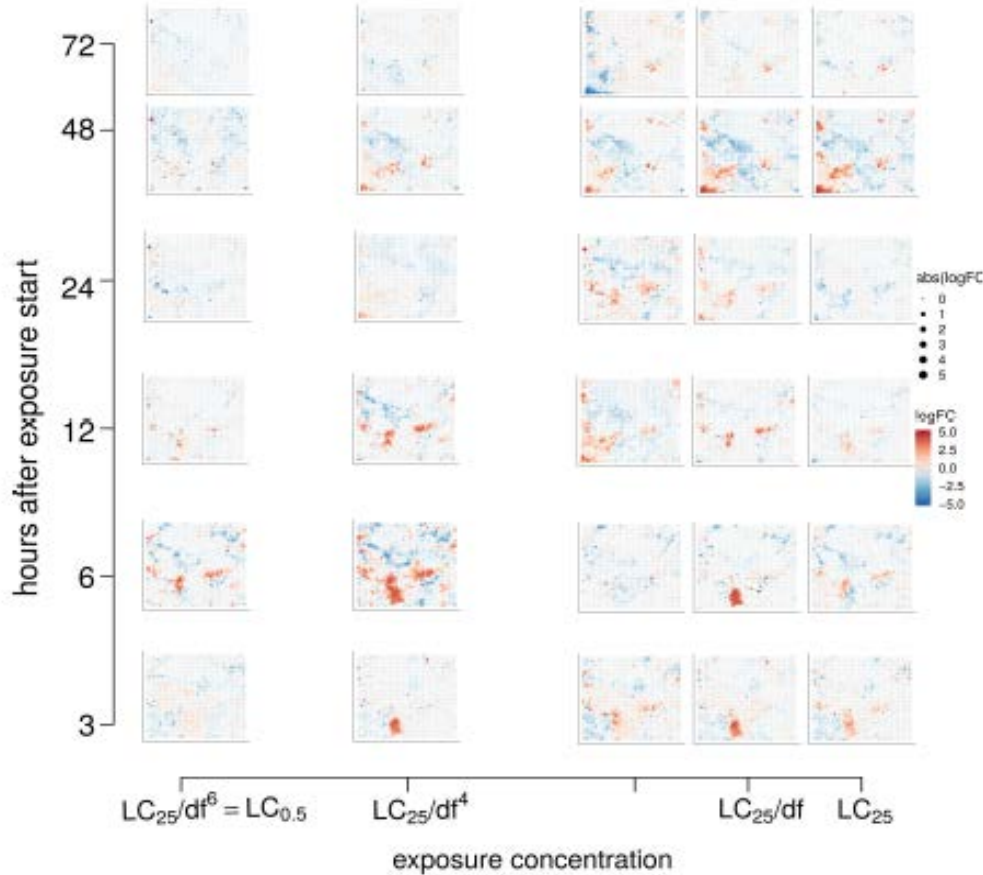 72
48
24
12
6
3
hours after exposure start
abs(logFC
0
1
2
3
4
5
logFC
5.0
2.5
0.0
−2.5
−5.0
LC25/df⁶ = LC0.5
LC25/df⁴
LC25/df
LC25
exposure concentration